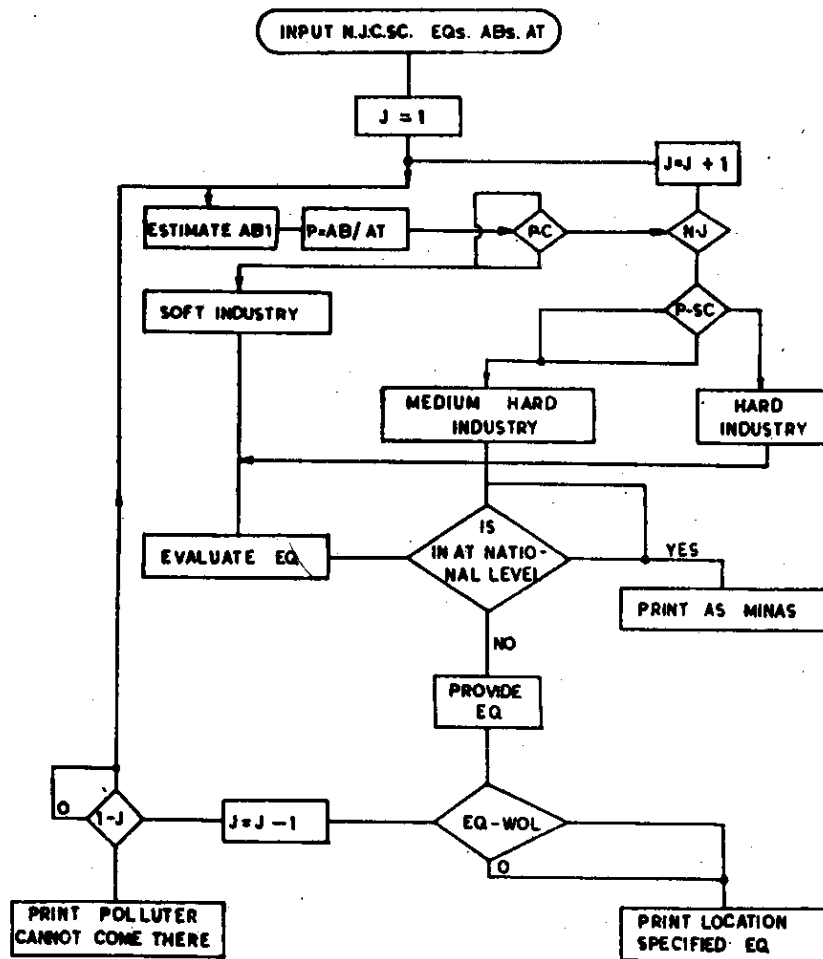 INPUT N.J.C.SC. EQs. ABs. AT
J = 1
J=J + 1
ESTIMATE AB1
P=AB/ AT
P-C
N-J
SOFT INDUSTRY
P-SC
MEDIUM HARD
INDUSTRY
HARD
INDUSTRY
EVALUATE EQ
IS
IN AT NATIO-
NAL LEVEL
YES
PRINT AS MINAS
NO
PROVIDE
EQ
O
1-J
J=J -1
EQ-WOL
O
PRINT POLLUTER
CANNOT COME THERE
PRINT LOCATION
SPECIFIED EQ